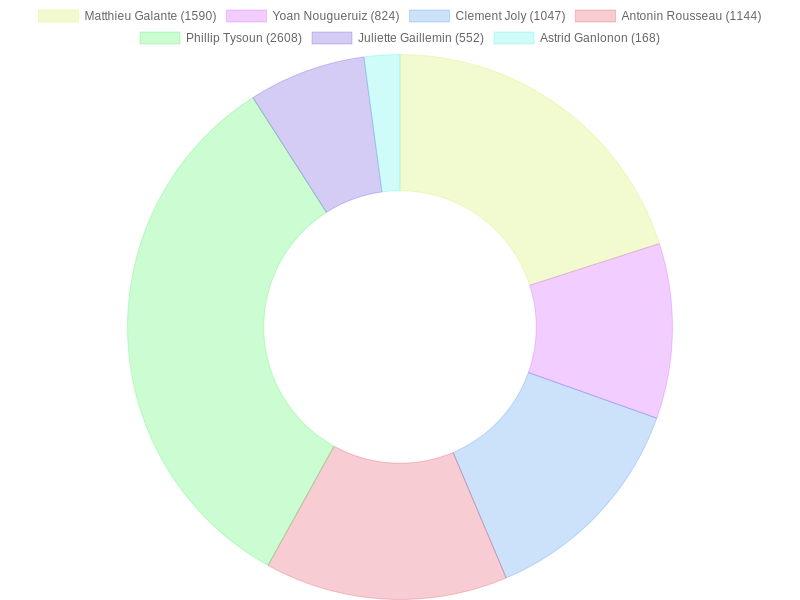 Matthieu Galante (1590) Yoan Nougueruiz (824) Clement Joly (1047) Antonin Rousseau (1144)
Phillip Tysoun (2608) Juliette Gaillemin (552) Astrid Ganlonon (168)